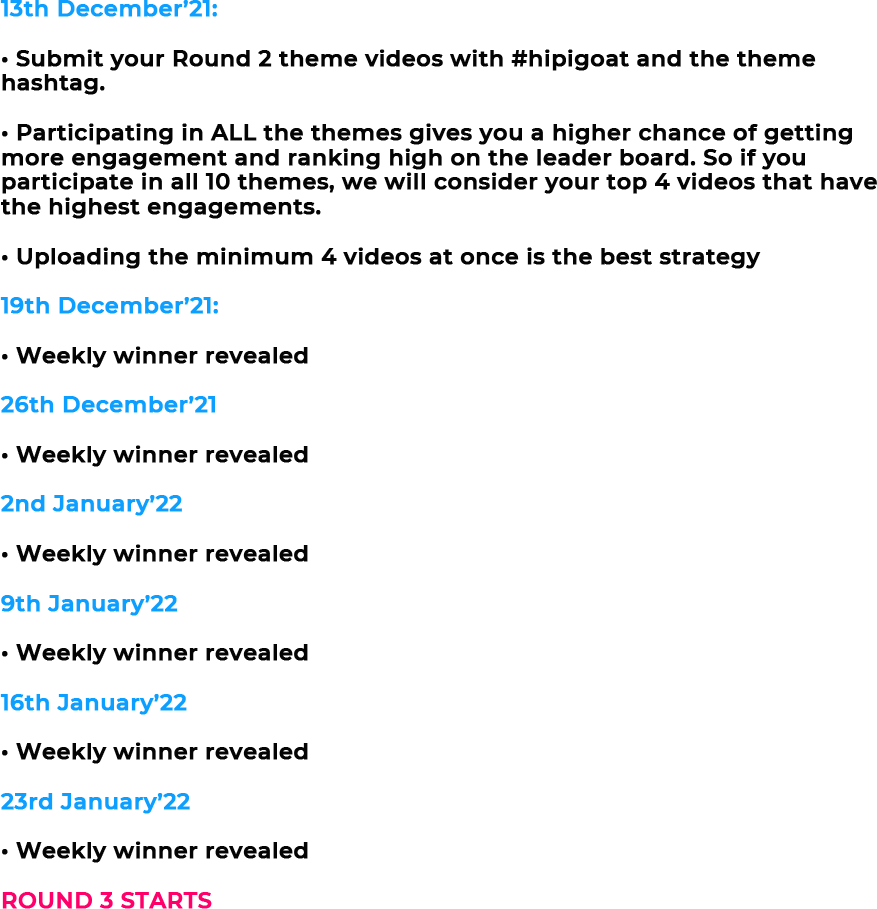 13th December’21:
• Submit your Round 2 theme videos with #hipigoat and the theme
hashtag.
• Participating in ALL the themes gives you a higher chance of getting
more engagement and ranking high on the leader board. So if you
participate in all 10 themes, we will consider your top 4 videos that have
the highest engagements.
• Uploading the minimum 4 videos at once is the best strategy
19th December’21:
• Weekly winner revealed
26th December’21
• Weekly winner revealed
2nd January’22
• Weekly winner revealed
9th January’22
• Weekly winner revealed
16th January’22
• Weekly winner revealed
23rd January’22
• Weekly winner revealed
ROUND 3 STARTS